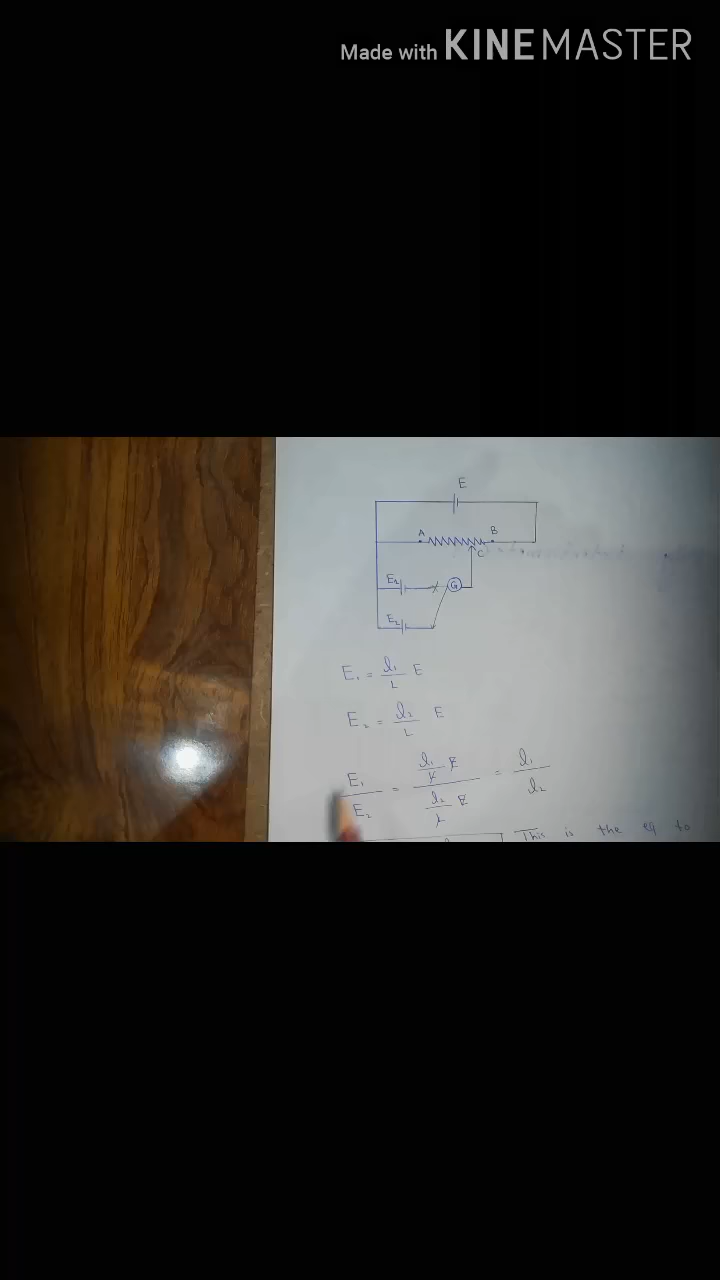 Made with KINEMASTER
E
A B
C
E₁ G
E₂
E₁ = l₁/L E
E₂ = l₂/L E
E₁/E₂ = (l₁/L E)/(l₂/L E) = l₁/l₂
This is the eq to